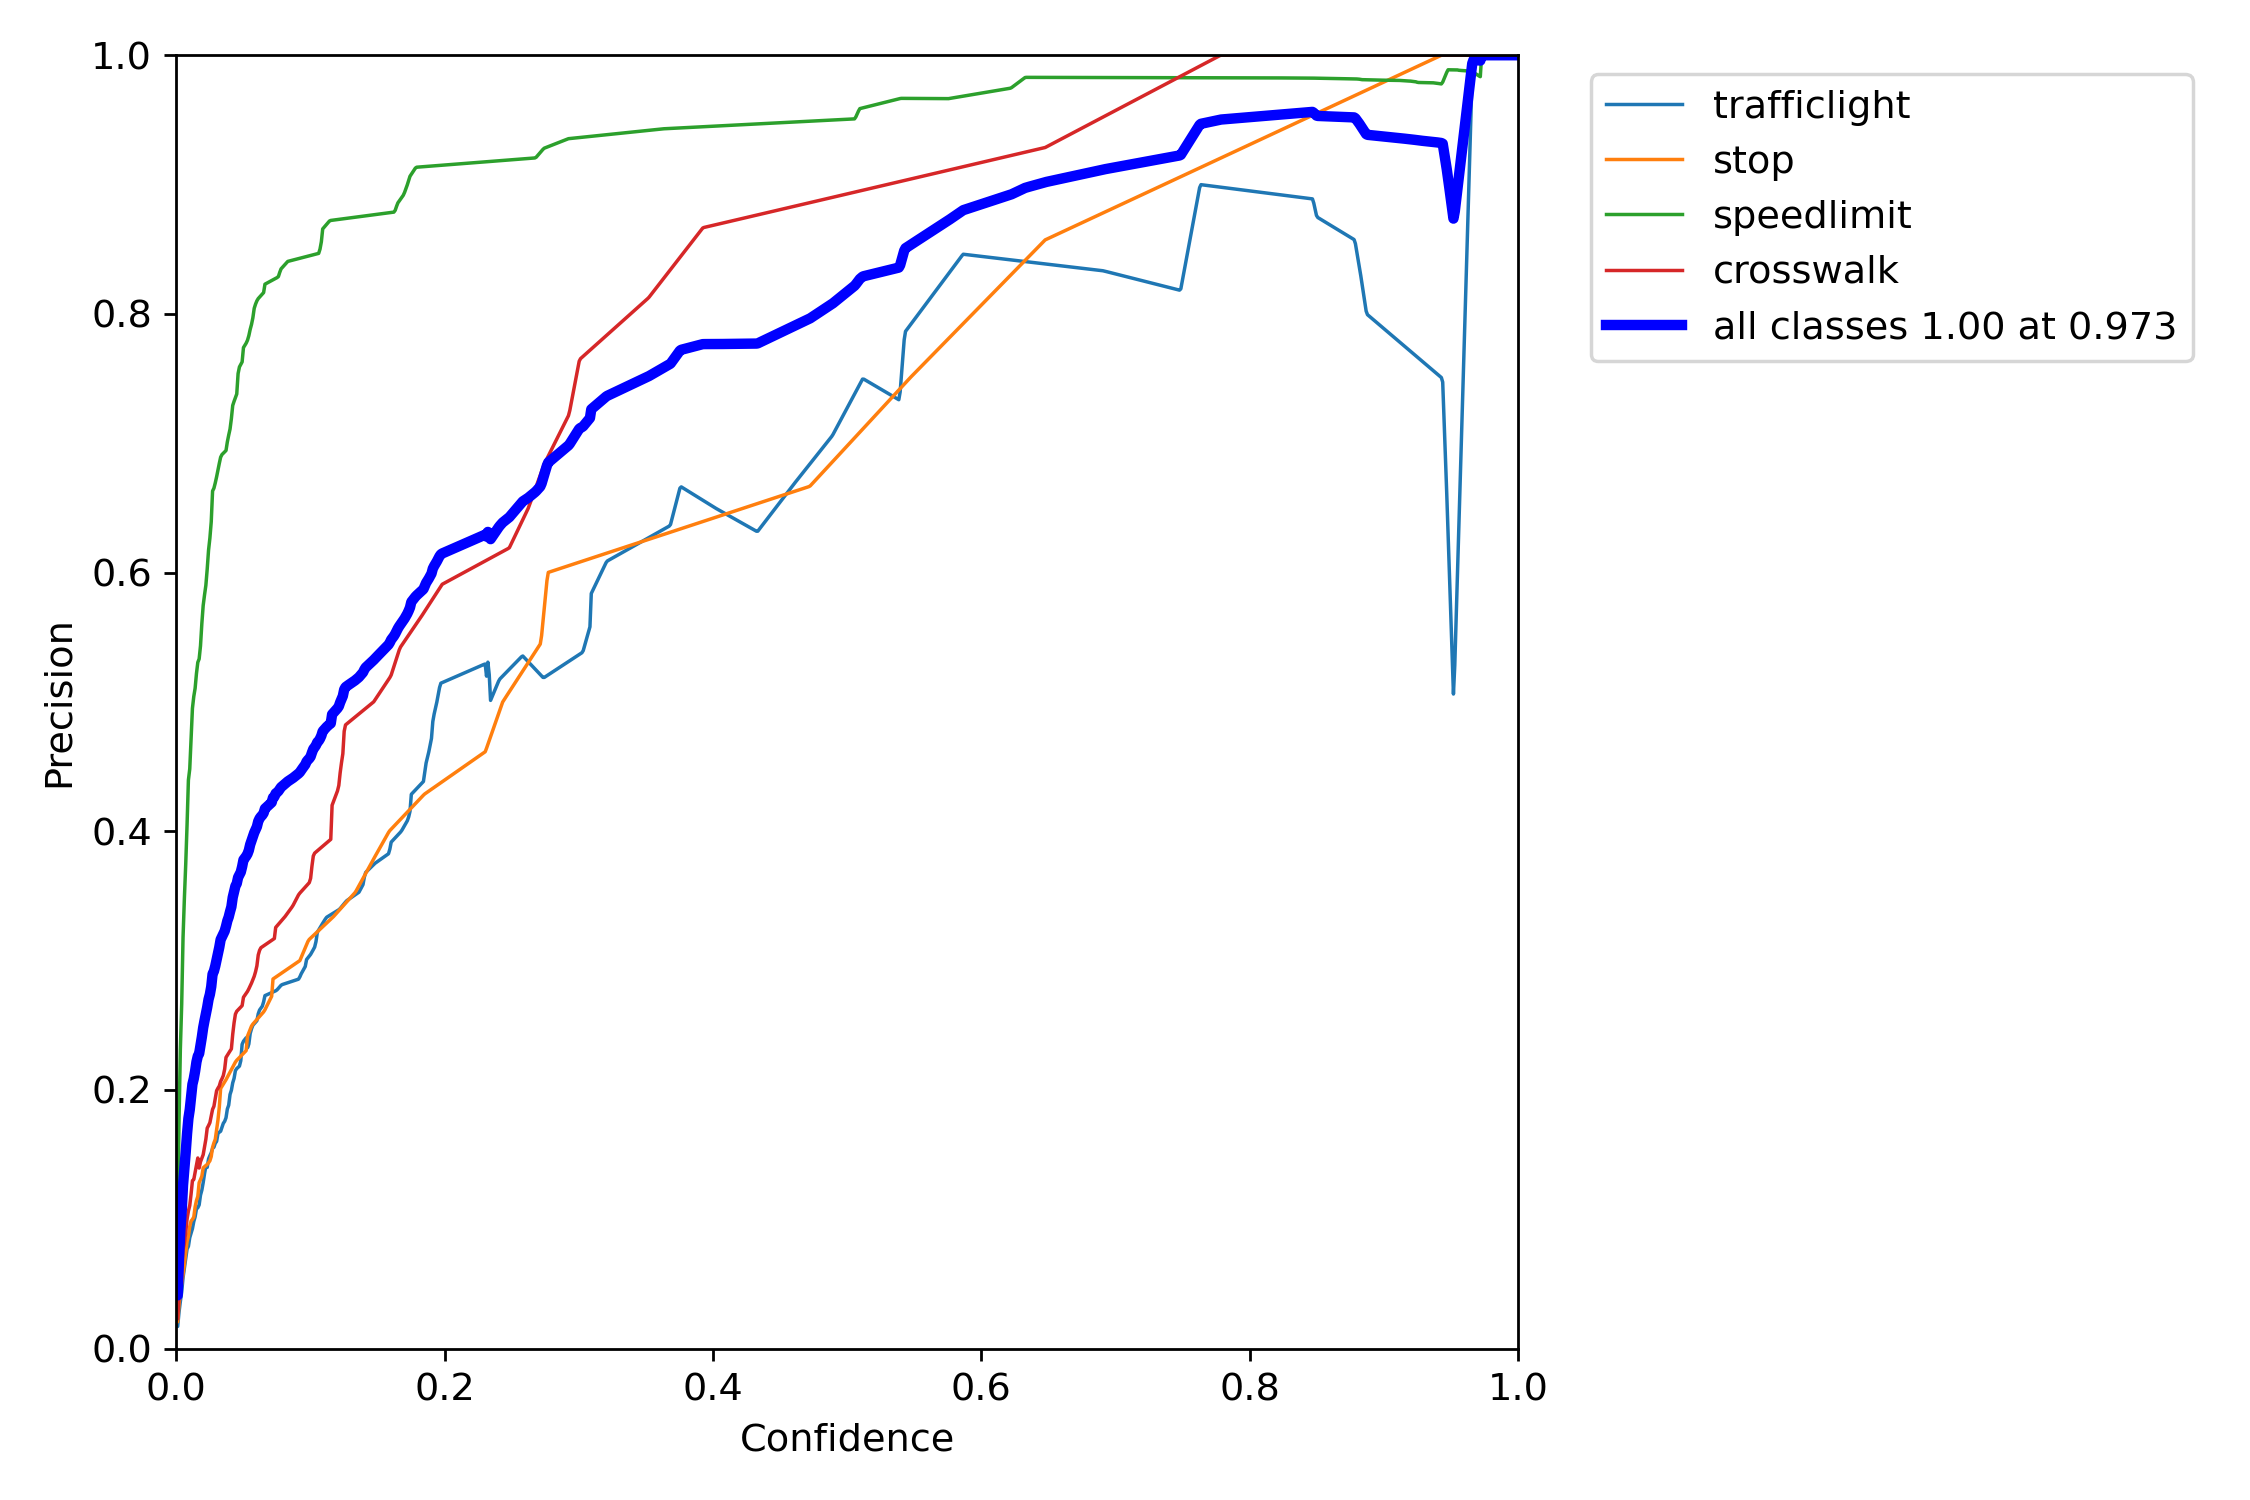 1.0
0.8
0.6
0.4
0.2
0.0
Precision
0.0 0.2 0.4 0.6 0.8 1.0
Confidence
trafficlight
stop
speedlimit
crosswalk
all classes 1.00 at 0.973